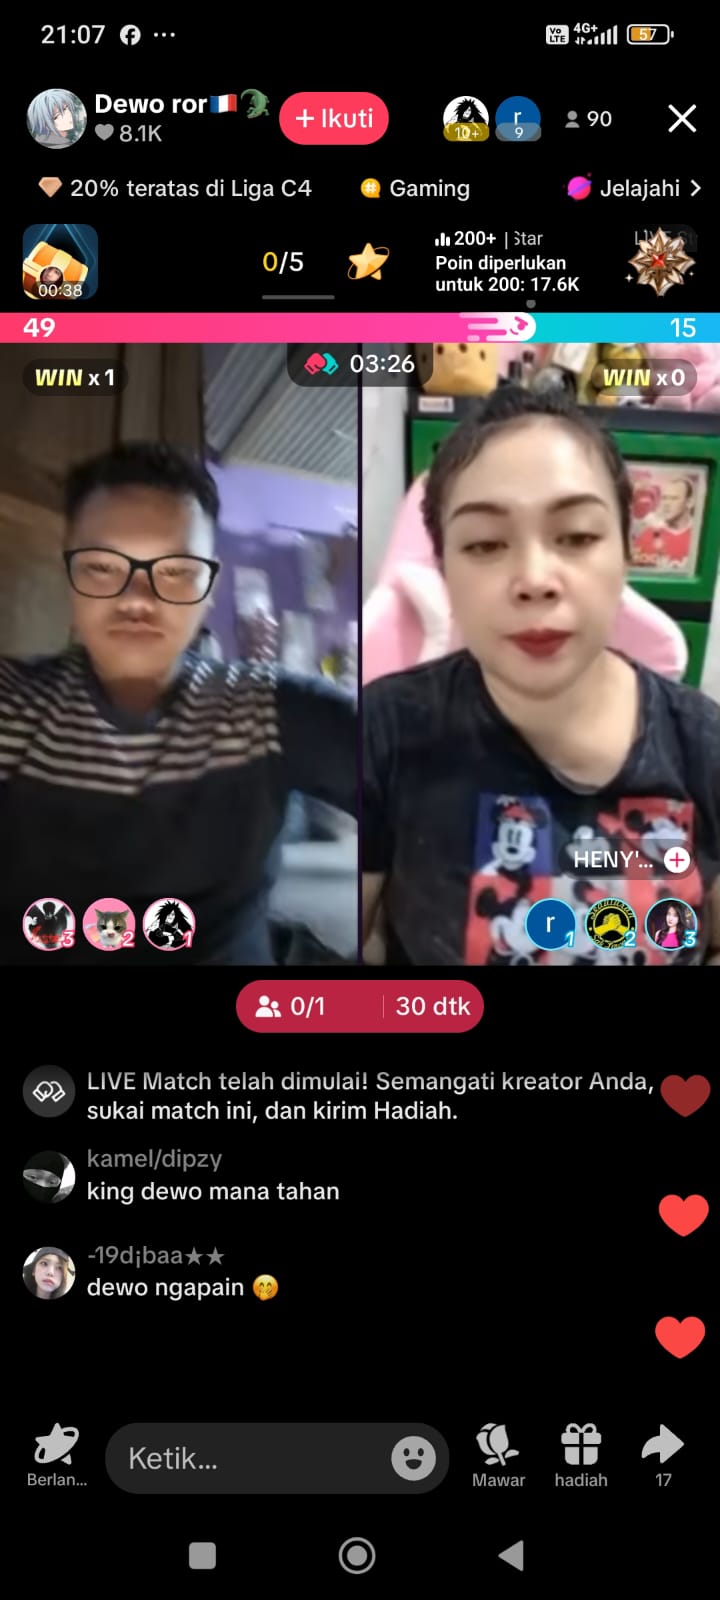 21:07
Vo LTE
4G+
57
Dewo ror🇫🇷🐊
8.1K
+ Ikuti
10+
r
9
90
20% teratas di Liga C4
Gaming
Jelajahi >
00:38
0/5
200+ |
Star
Poin diperlukan
untuk 200: 17.6K
49
15
WIN x 1
03:26
WIN x 0
HENY'... +
3
2
1
r
1
2
3
0/1
30 dtk
LIVE Match telah dimulai! Semangati kreator Anda,
sukai match ini, dan kirim Hadiah.
kamel/dipzy
king dewo mana tahan
-19d¡baa★★
dewo ngapain 🤭
Berlan...
Ketik...
Mawar
hadiah
17